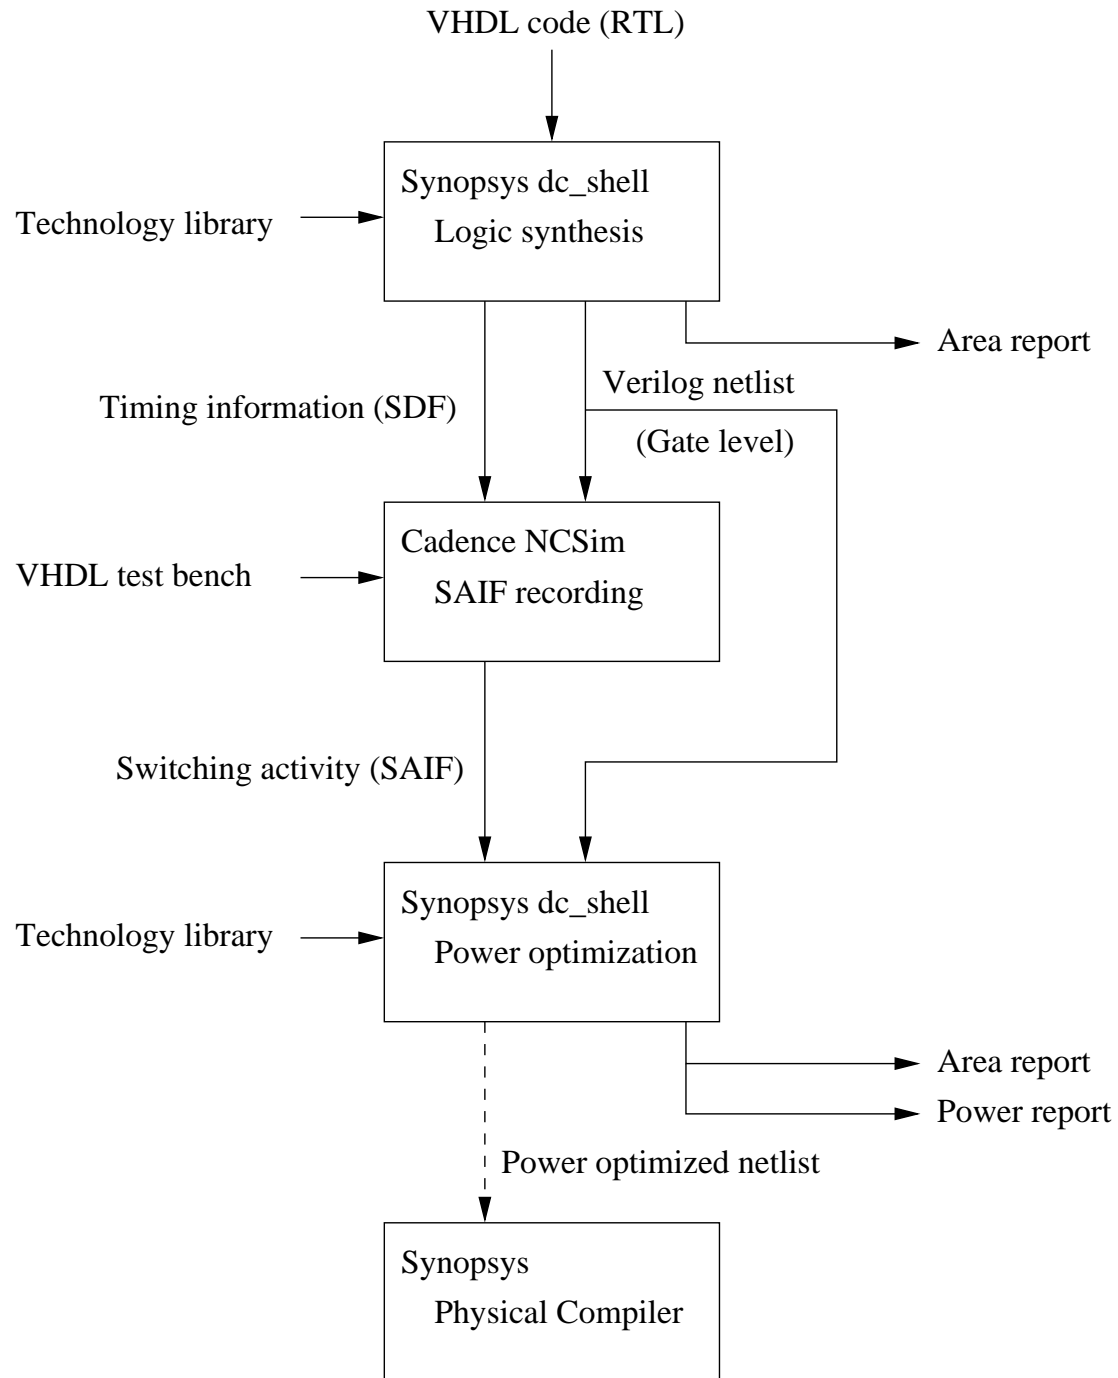 VHDL code (RTL)
Synopsys dc_shell
Logic synthesis
Technology library
Area report
Verilog netlist
Timing information (SDF)
(Gate level)
Cadence NCSim
SAIF recording
VHDL test bench
Switching activity (SAIF)
Synopsys dc_shell
Power optimization
Technology library
Area report
Power report
Power optimized netlist
Synopsys
Physical Compiler